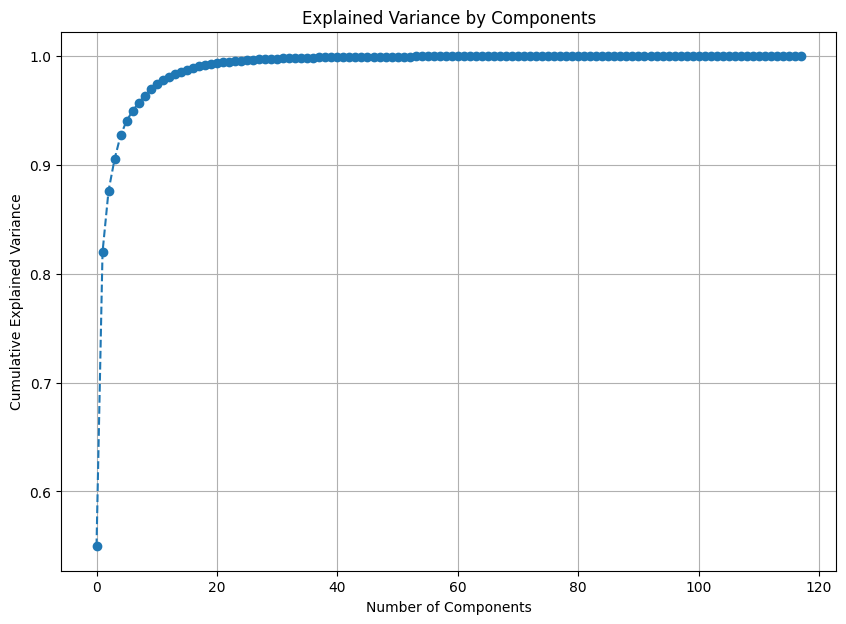 Explained Variance by Components
Cumulative Explained Variance
1.0
0.9
0.8
0.7
0.6
0 20 40 60 80 100 120
Number of Components